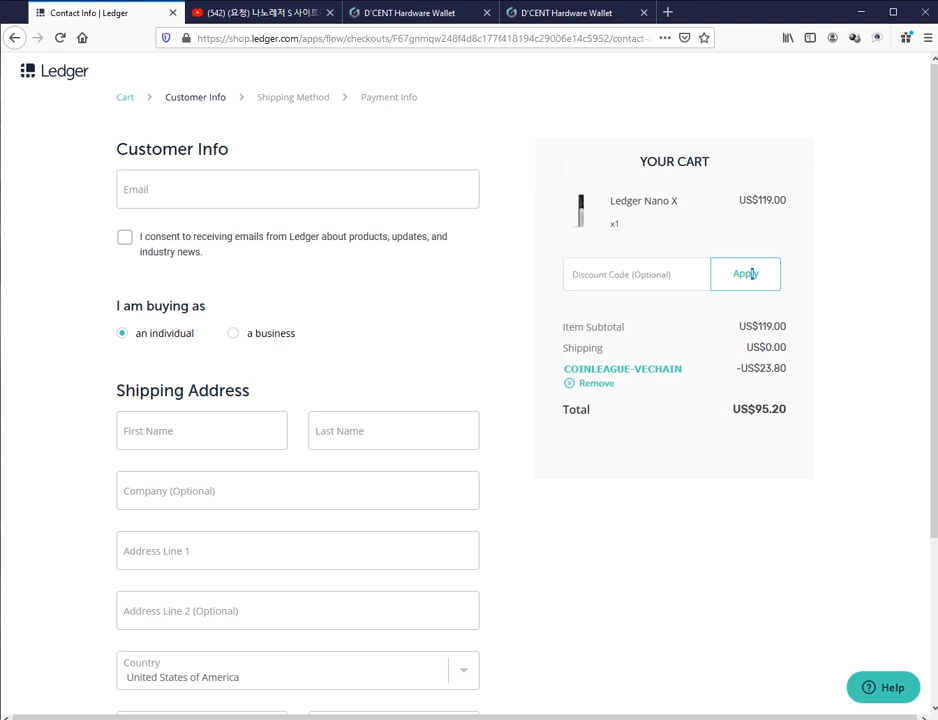 Contact Info | Ledger
(542) (요청) 나노레저 S 사이트
D'CENT Hardware Wallet
D'CENT Hardware Wallet
https://shop.ledger.com/apps/flow/checkouts/F67gnmqw248f4d8c177f418194c29006e14c5952/contact-i
Ledger
Cart > Customer Info > Shipping Method > Payment Info
Customer Info
Email
I consent to receiving emails from Ledger about products, updates, and
industry news.
I am buying as
an individual
a business
Shipping Address
First Name
Last Name
Company (Optional)
Address Line 1
Address Line 2 (Optional)
Country
United States of America
YOUR CART
Ledger Nano X US$119.00
x1
Discount Code (Optional) Apply
Item Subtotal US$119.00
Shipping US$0.00
COINLEAGUE-VECHAIN -US$23.80
Remove
Total US$95.20
Help